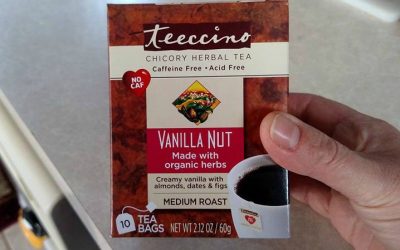 teeccino
CHICORY HERBAL TEA
Caffeine Free • Acid Free
NO
CAF
VANILLA NUT
Made with
organic herbs
Creamy vanilla with
almonds, dates & figs
MEDIUM ROAST
10 TEA
BAGS
NET WT 2.12 OZ / 60g